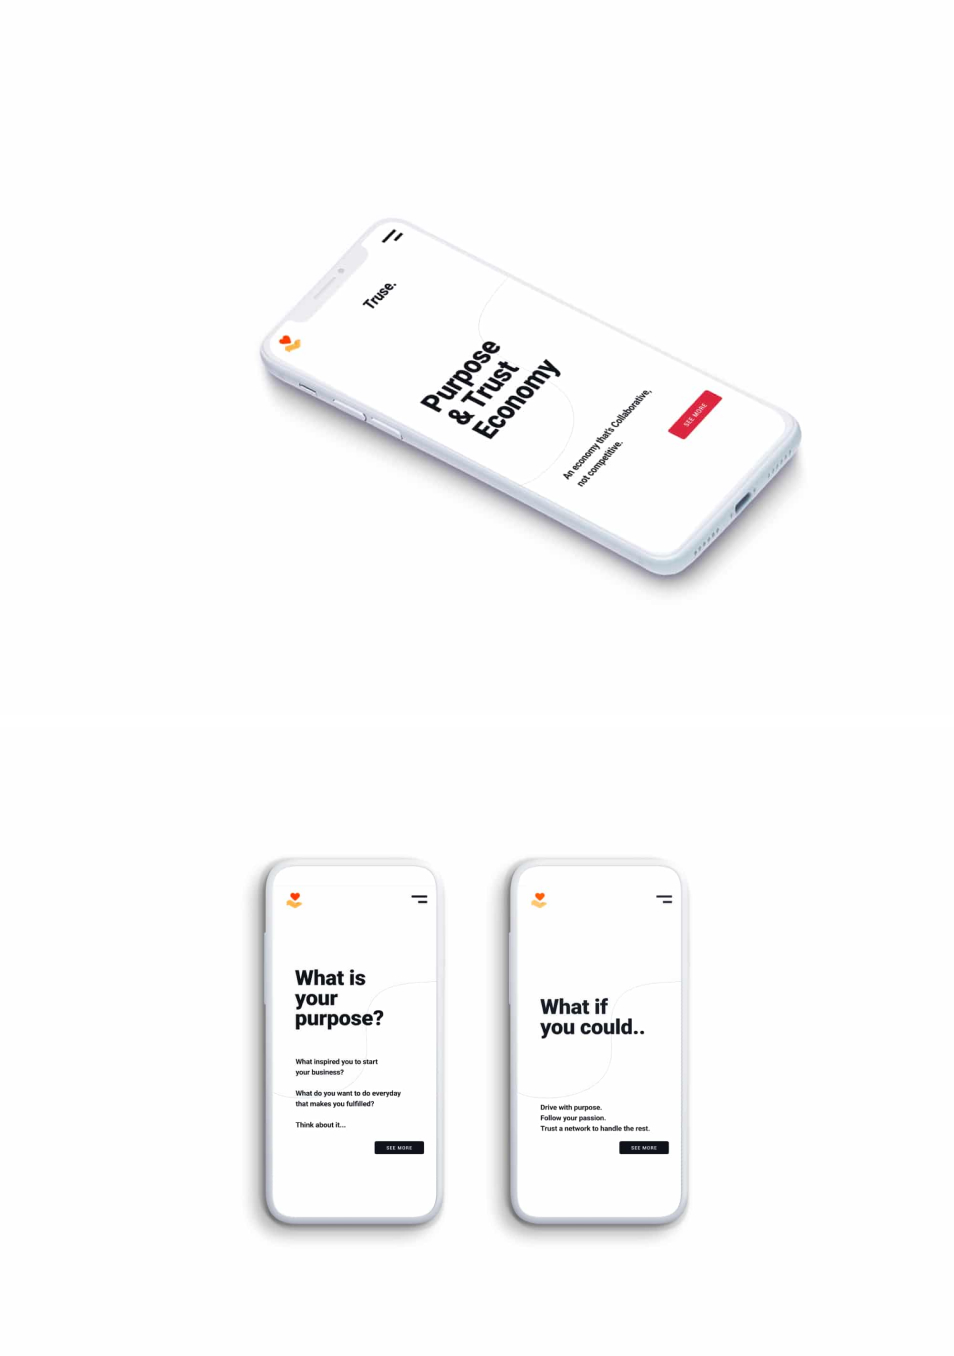 Truse.
Purpose
& Trust
Economy
An economy that's Collaborative,
not competitive.
SEE MORE
What is
your
purpose?
What inspired you to start
your business?
What do you want to do everyday
that makes you fulfilled?
Think about it...
SEE MORE
What if
you could..
Drive with purpose.
Follow your passion.
Trust a network to handle the rest.
SEE MORE